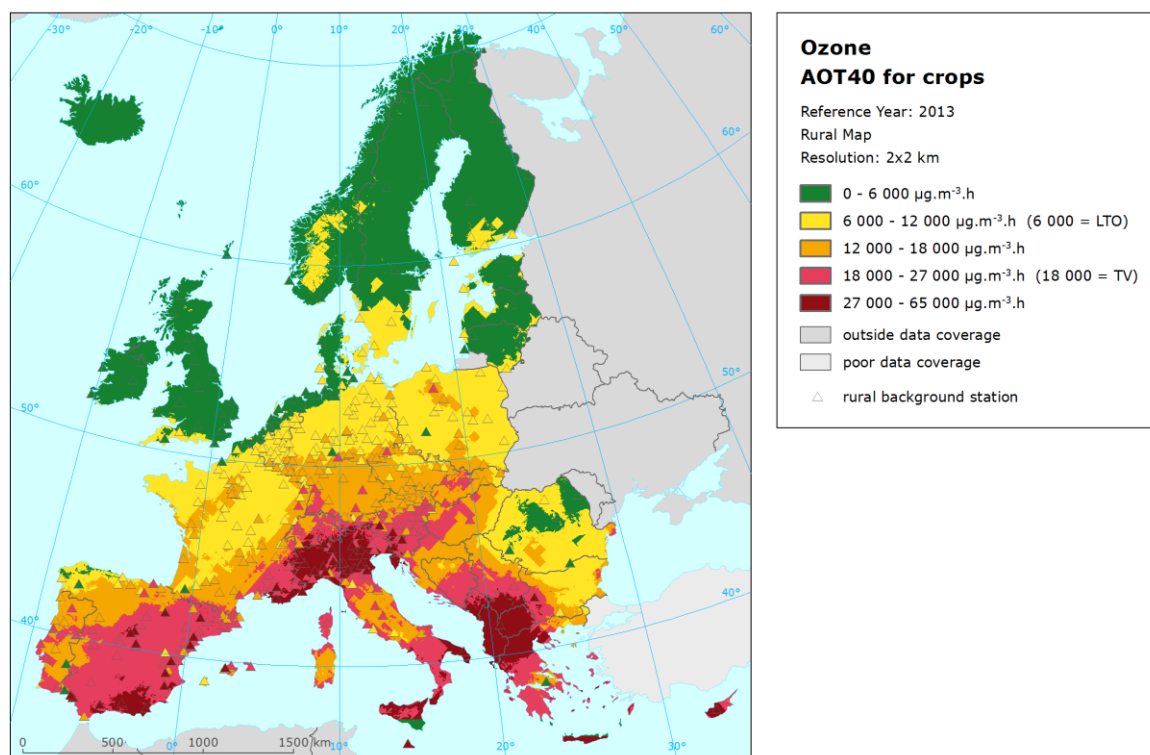 -30°
-20°
-10°
0°
10°
20°
30°
40°
50°
60°
60°
60°
50°
50°
40°
40°
0
500
1000
1500 km
0°
10°
20°
30°
Ozone
AOT40 for crops
Reference Year: 2013
Rural Map
Resolution: 2x2 km
0 - 6 000 µg.m⁻³.h
6 000 - 12 000 µg.m⁻³.h (6 000 = LTO)
12 000 - 18 000 µg.m⁻³.h
18 000 - 27 000 µg.m⁻³.h (18 000 = TV)
27 000 - 65 000 µg.m⁻³.h
outside data coverage
poor data coverage
rural background station